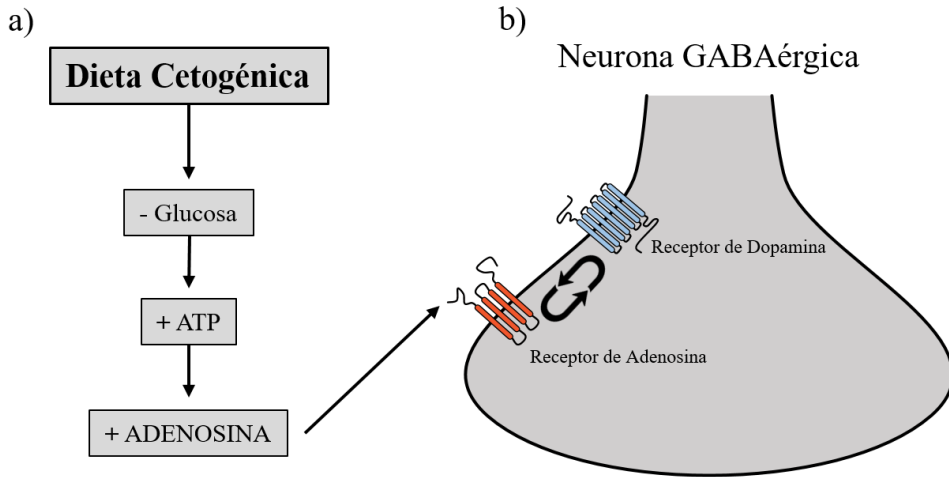 a)
Dieta Cetogénica
- Glucosa
+ ATP
+ ADENOSINA
b)
Neurona GABAérgica
Receptor de Dopamina
Receptor de Adenosina